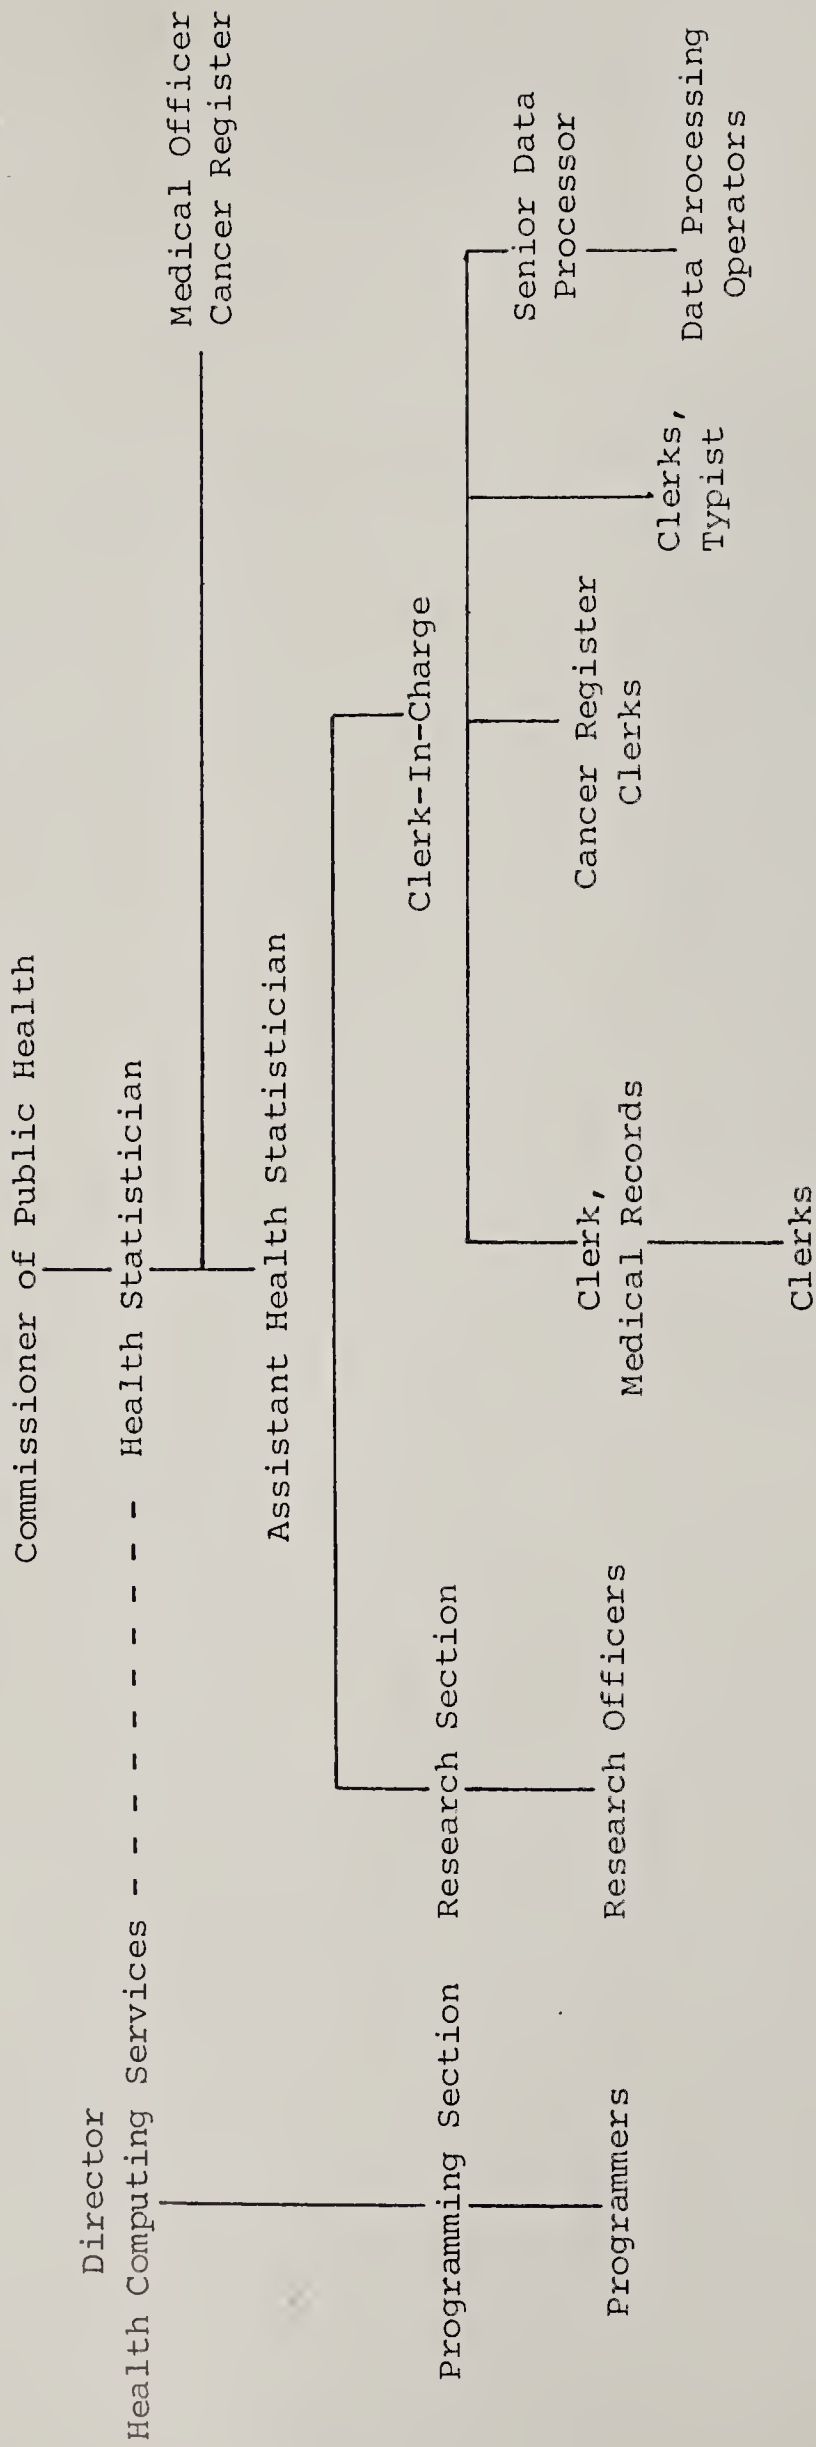 Commissioner of Public Health
Director
Health Computing Services - - - - - - - - - - Health Statistician
Medical Officer
Cancer Register
Assistant Health Statistician
Programming Section
Research Section
Clerk-In-Charge
Programmers
Research Officers
Clerk,
Medical Records
Cancer Register
Clerks
Clerks,
Typist
Senior Data
Processor
Data Processing
Operators
Clerks